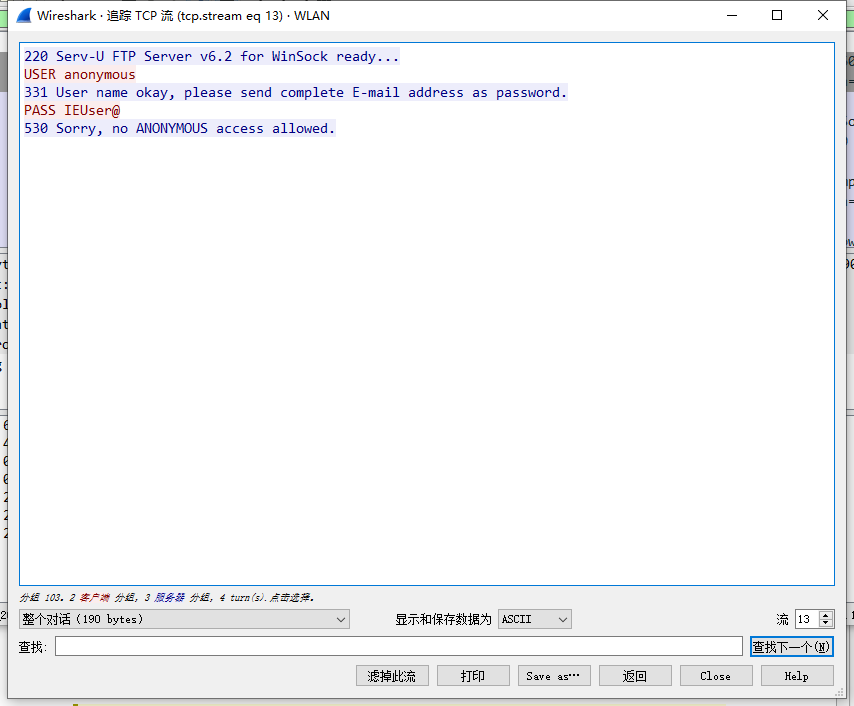 Wireshark · 追踪 TCP 流 (tcp.stream eq 13) · WLAN
220 Serv-U FTP Server v6.2 for WinSock ready...
USER anonymous
331 User name okay, please send complete E-mail address as password.
PASS IEUser@
530 Sorry, no ANONYMOUS access allowed.
分组 103. 2 客户端 分组, 3 服务器 分组, 4 turn(s).点击选择.
整个对话 (190 bytes)
显示和保存数据为 ASCII
流 13
查找:
查找下一个(N)
滤掉此流 打印 Save as… 返回 Close Help